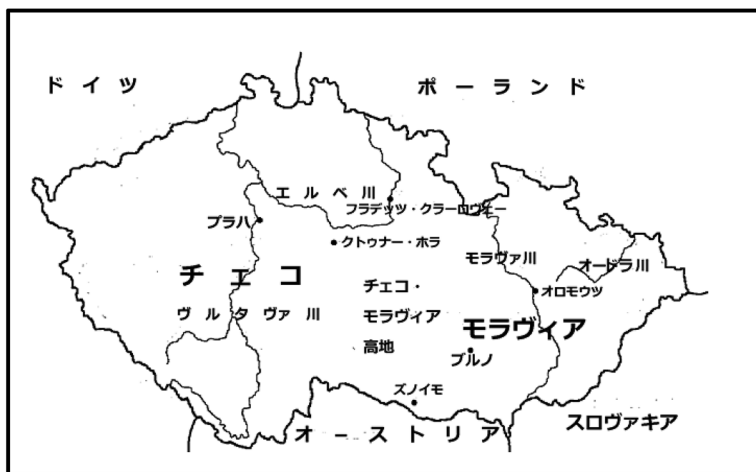 ドイツ
ポーランド
エルベ川
フラデッツ・クラーロヴェー
プラハ
クトゥナー・ホラ
モラヴァ川
オードラ川
チェコ
チェコ・
モラヴィア
高地
オロモウツ
ヴルタヴァ川
モラヴィア
ブルノ
ズノイモ
スロヴァキア
オーストリア